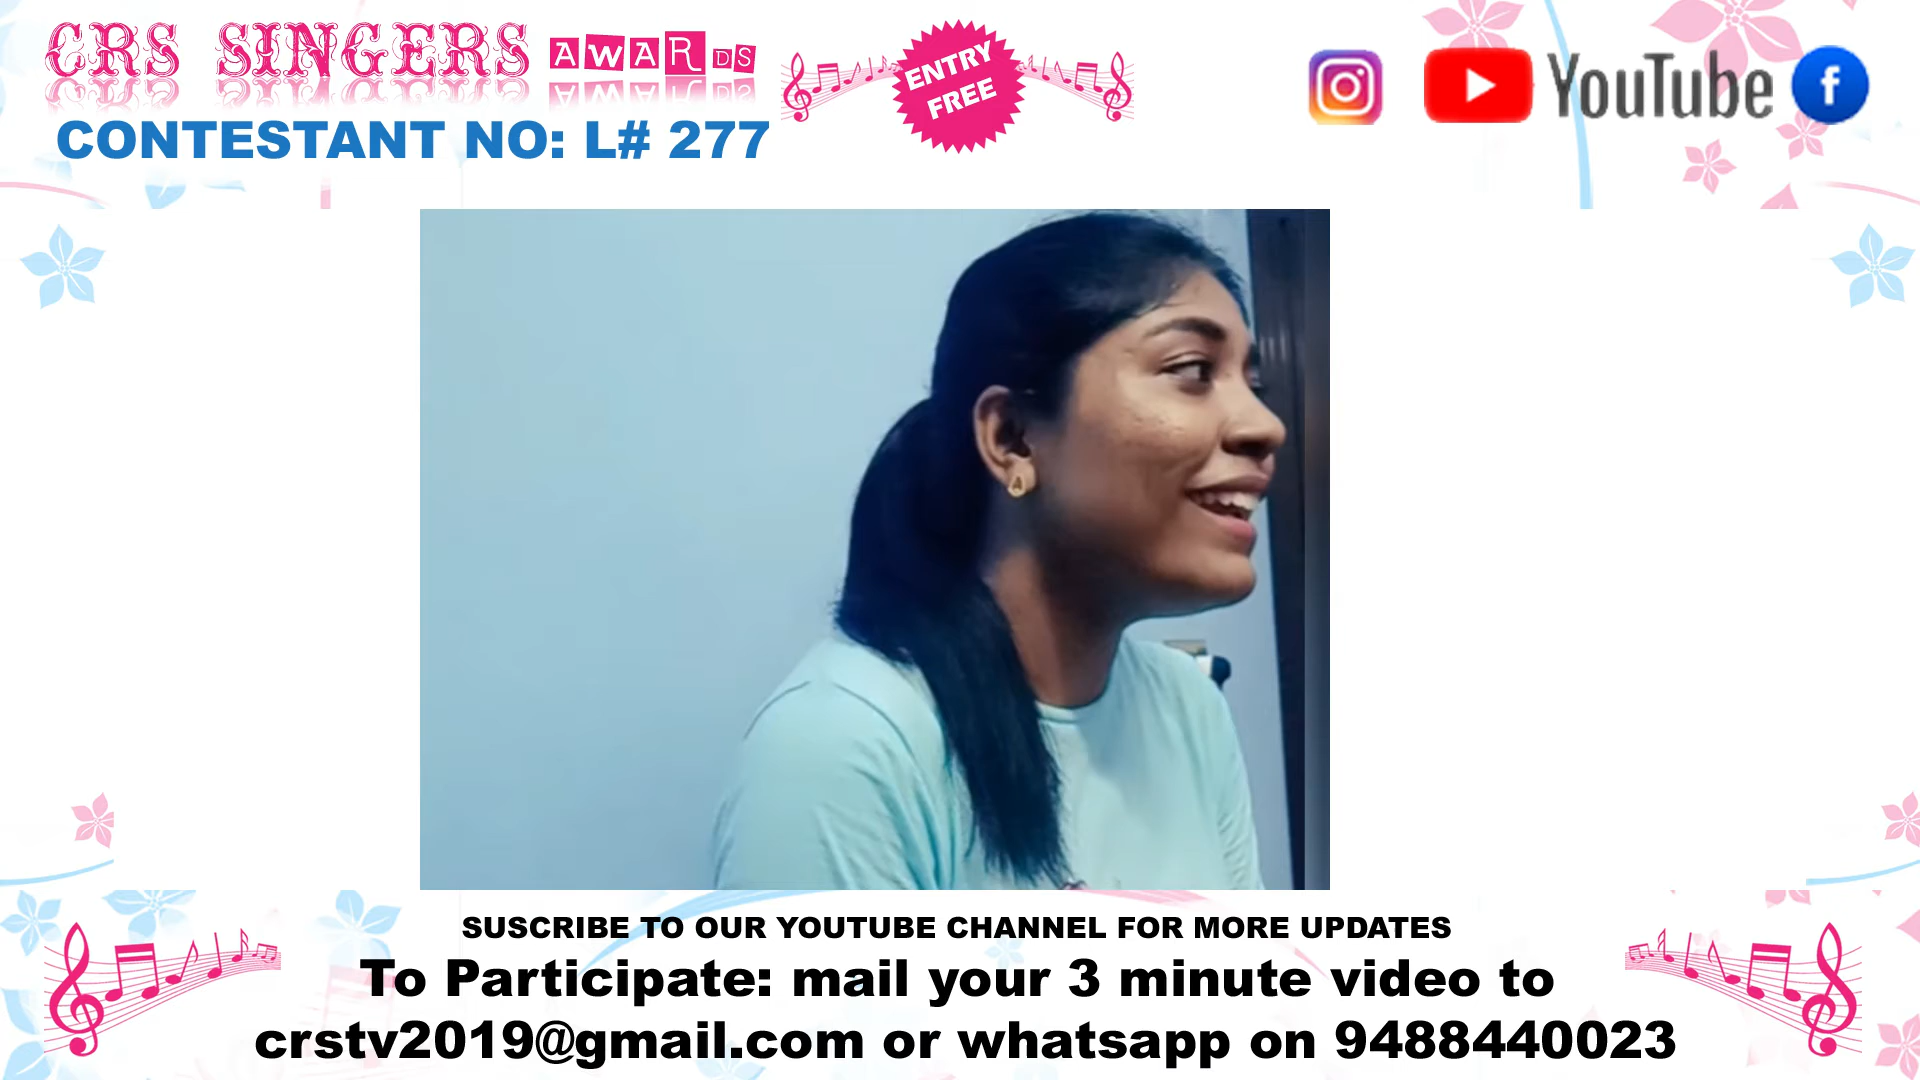 CRS SINGERS AWARDS
ENTRY
FREE
YouTube
CONTESTANT NO: L# 277
SUSCRIBE TO OUR YOUTUBE CHANNEL FOR MORE UPDATES
To Participate: mail your 3 minute video to
crstv2019@gmail.com or whatsapp on 9488440023